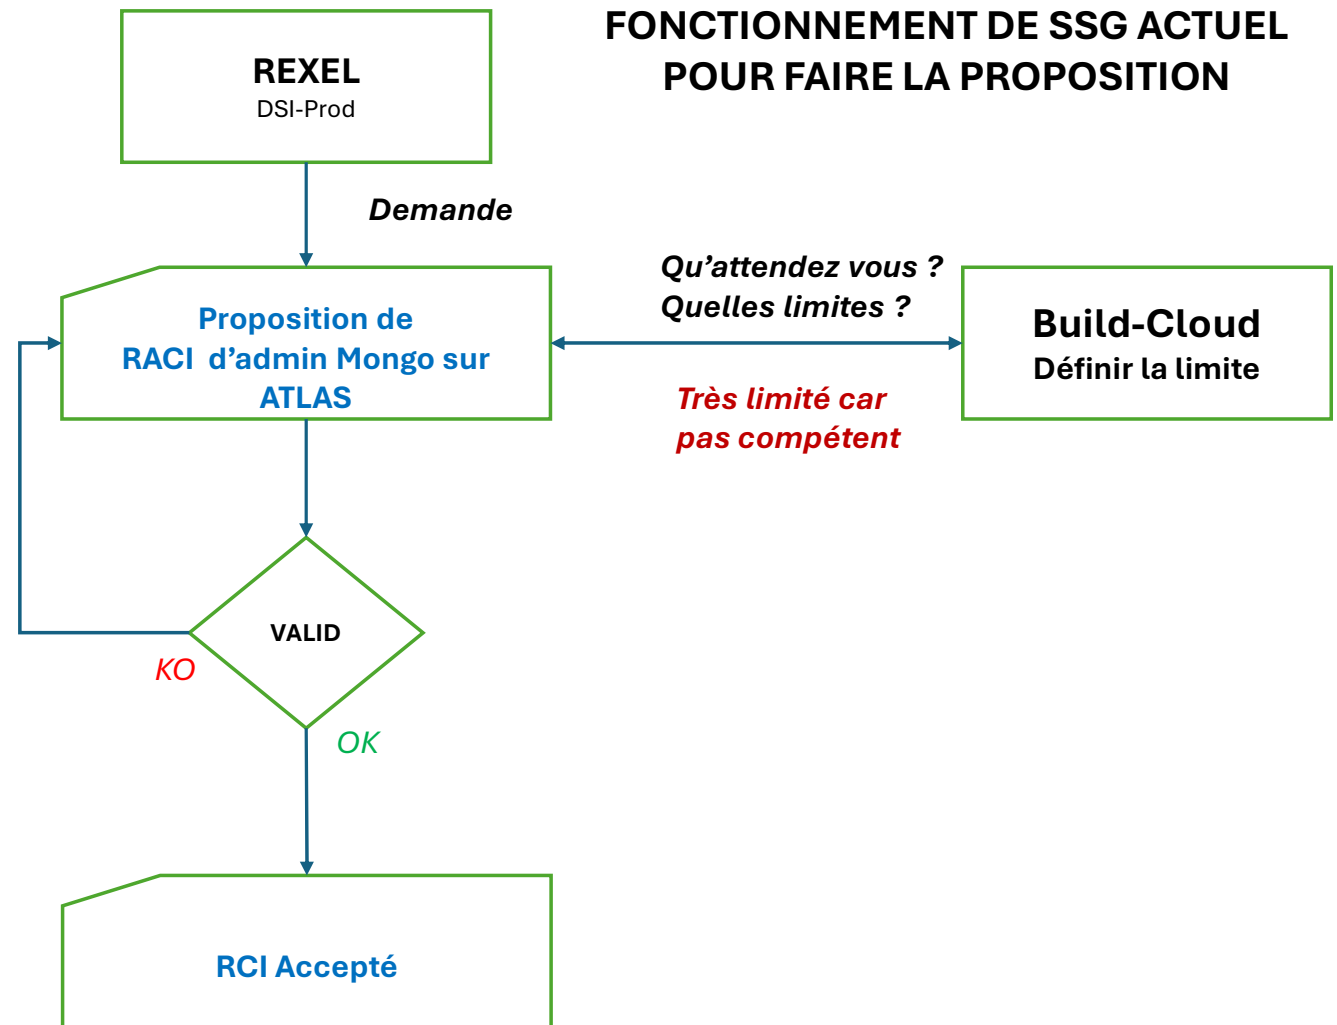 FONCTIONNEMENT DE SSG ACTUEL
POUR FAIRE LA PROPOSITION
REXEL
DSI-Prod
Demande
Qu’attendez vous ?
Quelles limites ?
Proposition de
RACI  d’admin Mongo sur
ATLAS
Build-Cloud
Définir la limite
Très limité car
pas compétent
VALID
KO
OK
RCI Accepté